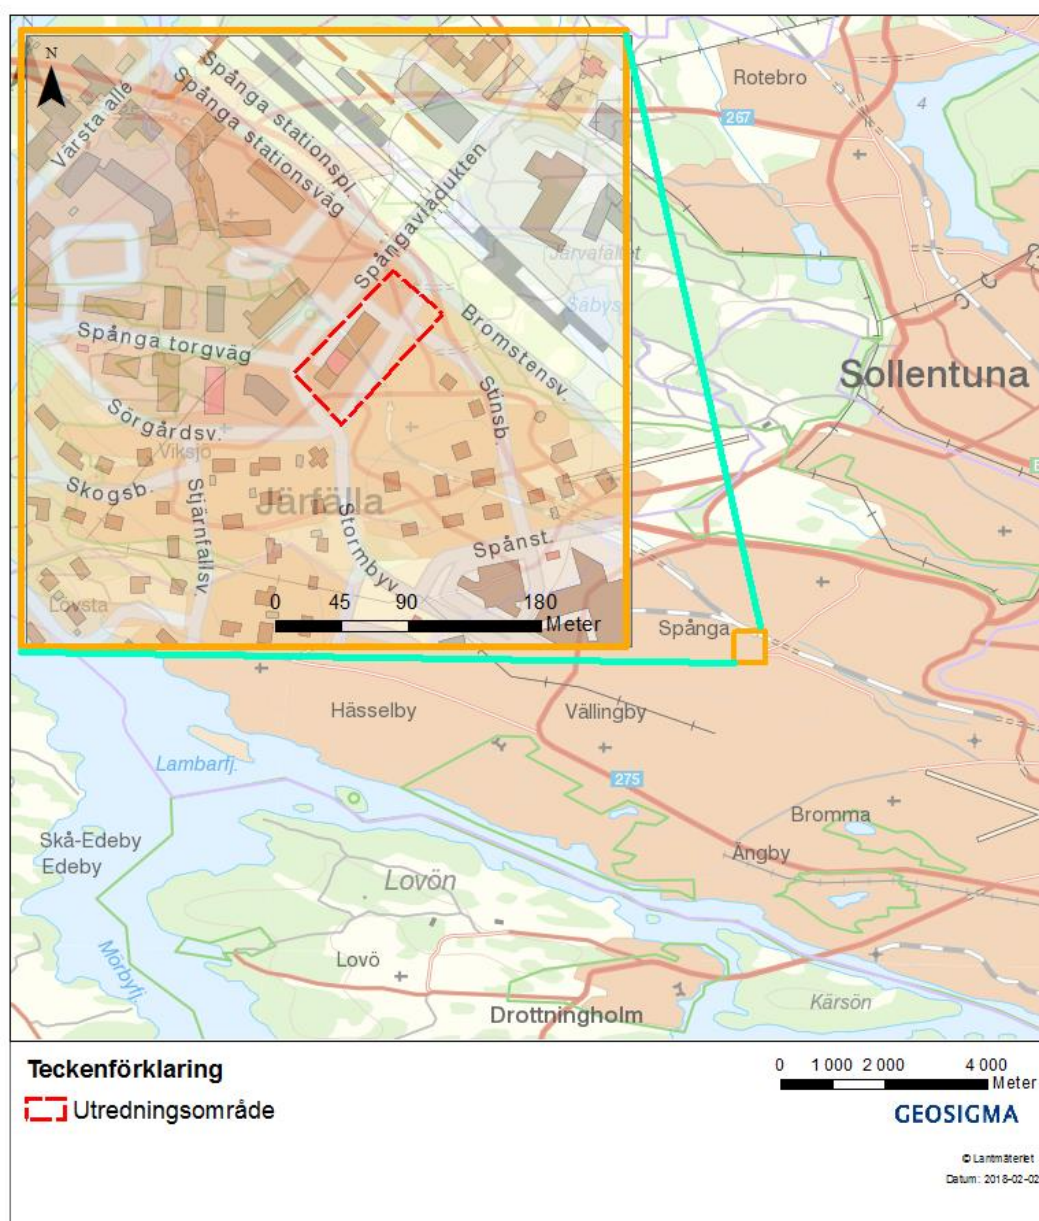 N
Värsta allé
Spånga stationspl.
Spånga stationsväg
Spångaviadukten
Järvafältet
Säbysj
Bromstensv.
Spånga torgväg
Stinsb.
Sörgårdsv.
Viksjö
Skogsb.
Stjärnfallsv.
Järfälla
Stormbyv.
Spånst.
Lövsta
0 45 90 180
Meter
Rotebro
4
267
Sollentuna
E
Spånga
Hässelby
Vällingby
Lambarfj.
275
Bromma
Skå-Edeby
Edeby
Ängby
Lovön
Mörbyfj.
Lovö
Kärsön
Drottningholm
Teckenförklaring
Utredningsområde
0 1 000 2 000 4 000
Meter
GEOSIGMA
© Lantmäteriet
Datum: 2018-02-02